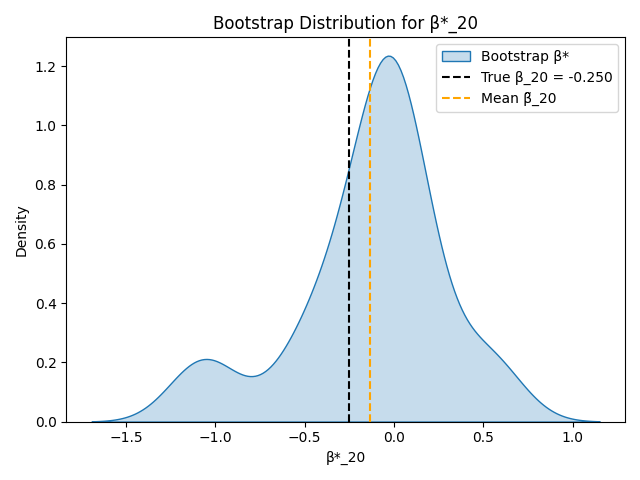 Bootstrap Distribution for β*_20
Bootstrap β*
True β_20 = -0.250
Mean β̂_20
Density
1.2
1.0
0.8
0.6
0.4
0.2
0.0
−1.5
−1.0
−0.5
0.0
0.5
1.0
β*_20